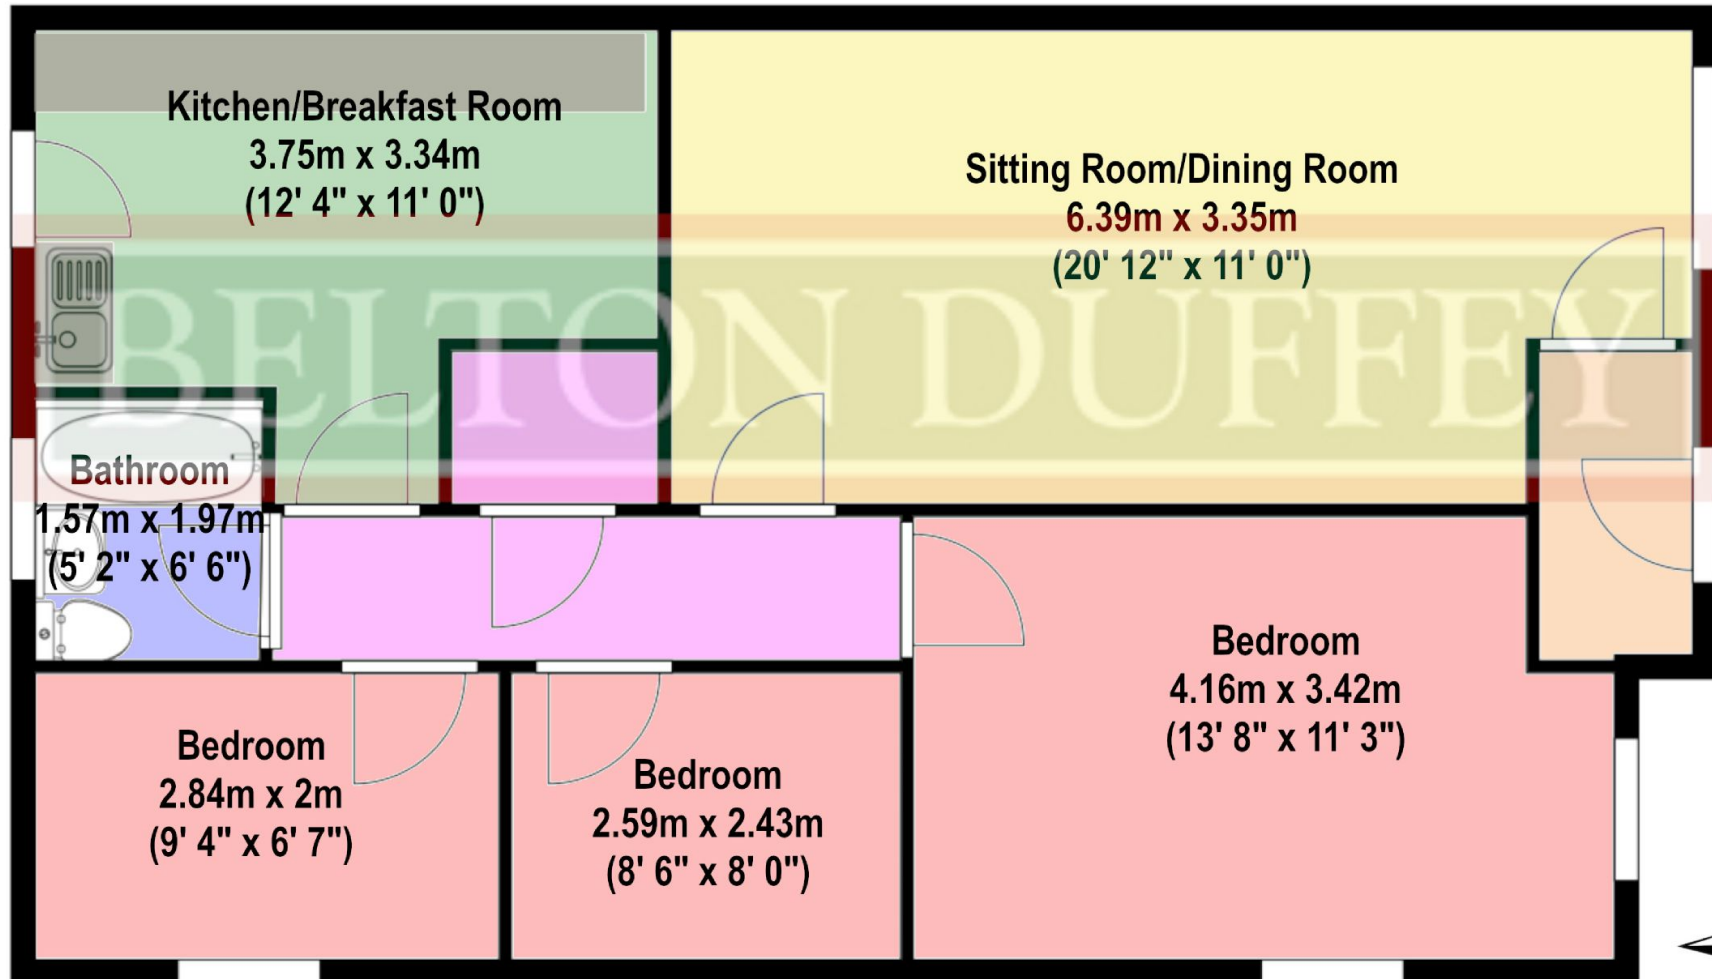 Kitchen/Breakfast Room
3.75m x 3.34m
(12' 4" x 11' 0")
Sitting Room/Dining Room
6.39m x 3.35m
(20' 12" x 11' 0")
BELTON DUFFEY
Bathroom
1.57m x 1.97m
(5' 2" x 6' 6")
Bedroom
4.16m x 3.42m
(13' 8" x 11' 3")
Bedroom
2.84m x 2m
(9' 4" x 6' 7")
Bedroom
2.59m x 2.43m
(8' 6" x 8' 0")